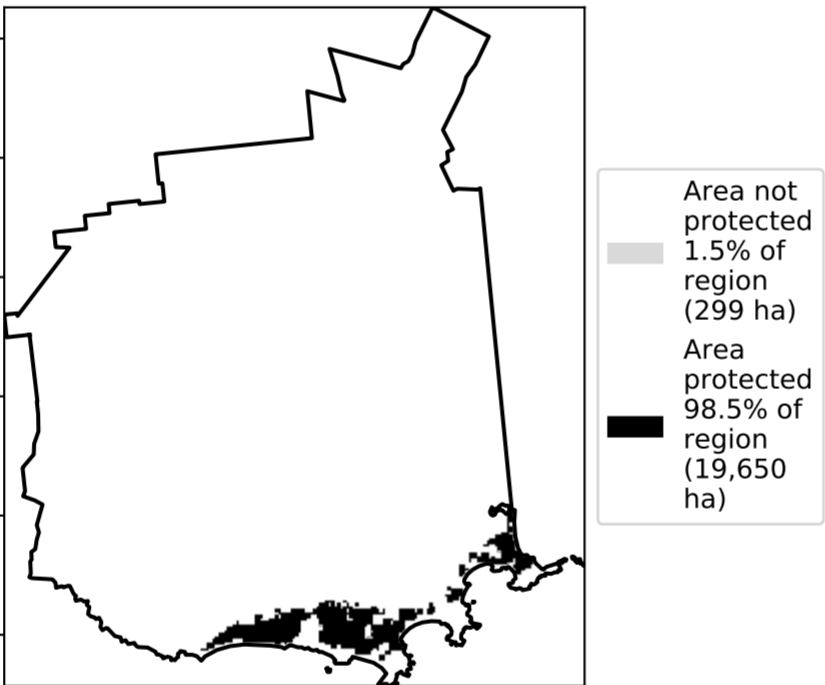 Area not
protected
1.5% of
region
(299 ha)
Area
protected
98.5% of
region
(19,650
ha)